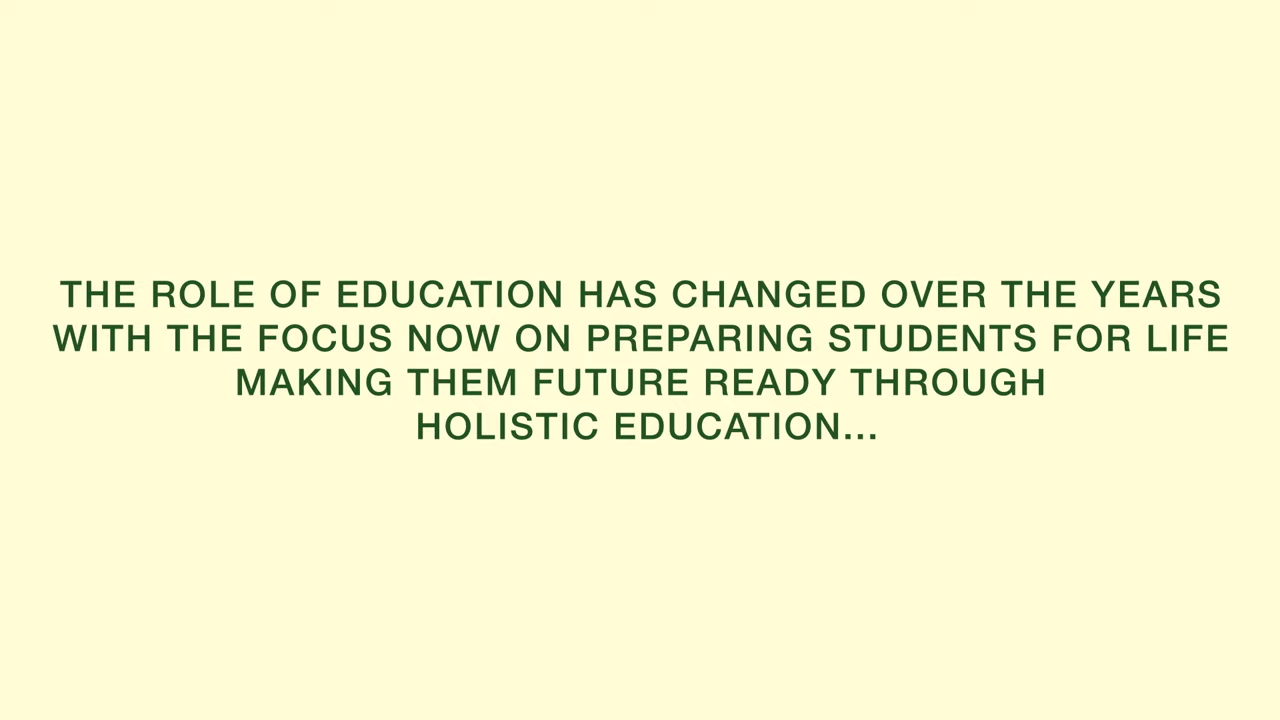 THE ROLE OF EDUCATION HAS CHANGED OVER THE YEARS
WITH THE FOCUS NOW ON PREPARING STUDENTS FOR LIFE
MAKING THEM FUTURE READY THROUGH
HOLISTIC EDUCATION...